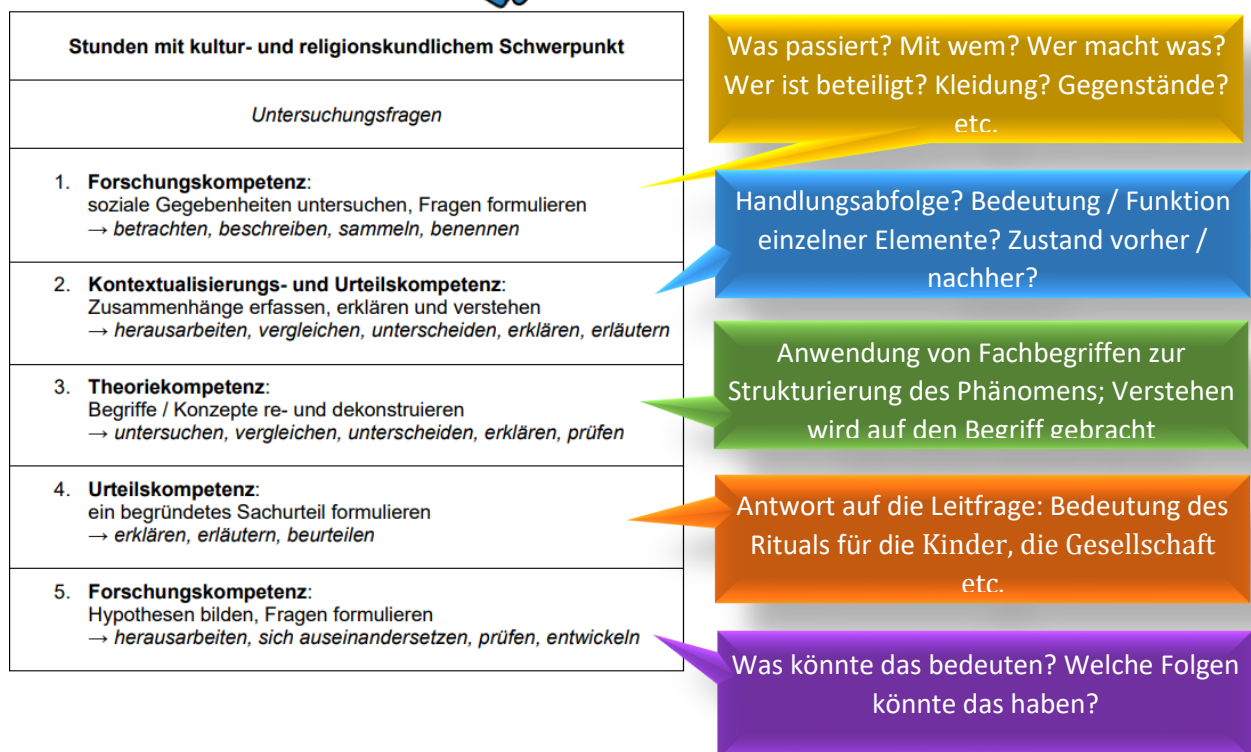 Stunden mit kultur- und religionskundlichem Schwerpunkt
Untersuchungsfragen
1. Forschungskompetenz:
soziale Gegebenheiten untersuchen, Fragen formulieren
→ betrachten, beschreiben, sammeln, benennen
2. Kontextualisierungs- und Urteilskompetenz:
Zusammenhänge erfassen, erklären und verstehen
→ herausarbeiten, vergleichen, unterscheiden, erklären, erläutern
3. Theoriekompetenz:
Begriffe / Konzepte re- und dekonstruieren
→ untersuchen, vergleichen, unterscheiden, erklären, prüfen
4. Urteilskompetenz:
ein begründetes Sachurteil formulieren
→ erklären, erläutern, beurteilen
5. Forschungskompetenz:
Hypothesen bilden, Fragen formulieren
→ herausarbeiten, sich auseinandersetzen, prüfen, entwickeln
Was passiert? Mit wem? Wer macht was?
Wer ist beteiligt? Kleidung? Gegenstände?
etc.
Handlungsabfolge? Bedeutung / Funktion
einzelner Elemente? Zustand vorher /
nachher?
Anwendung von Fachbegriffen zur
Strukturierung des Phänomens; Verstehen
wird auf den Begriff gebracht
Antwort auf die Leitfrage: Bedeutung des
Rituals für die Kinder, die Gesellschaft
etc.
Was könnte das bedeuten? Welche Folgen
könnte das haben?